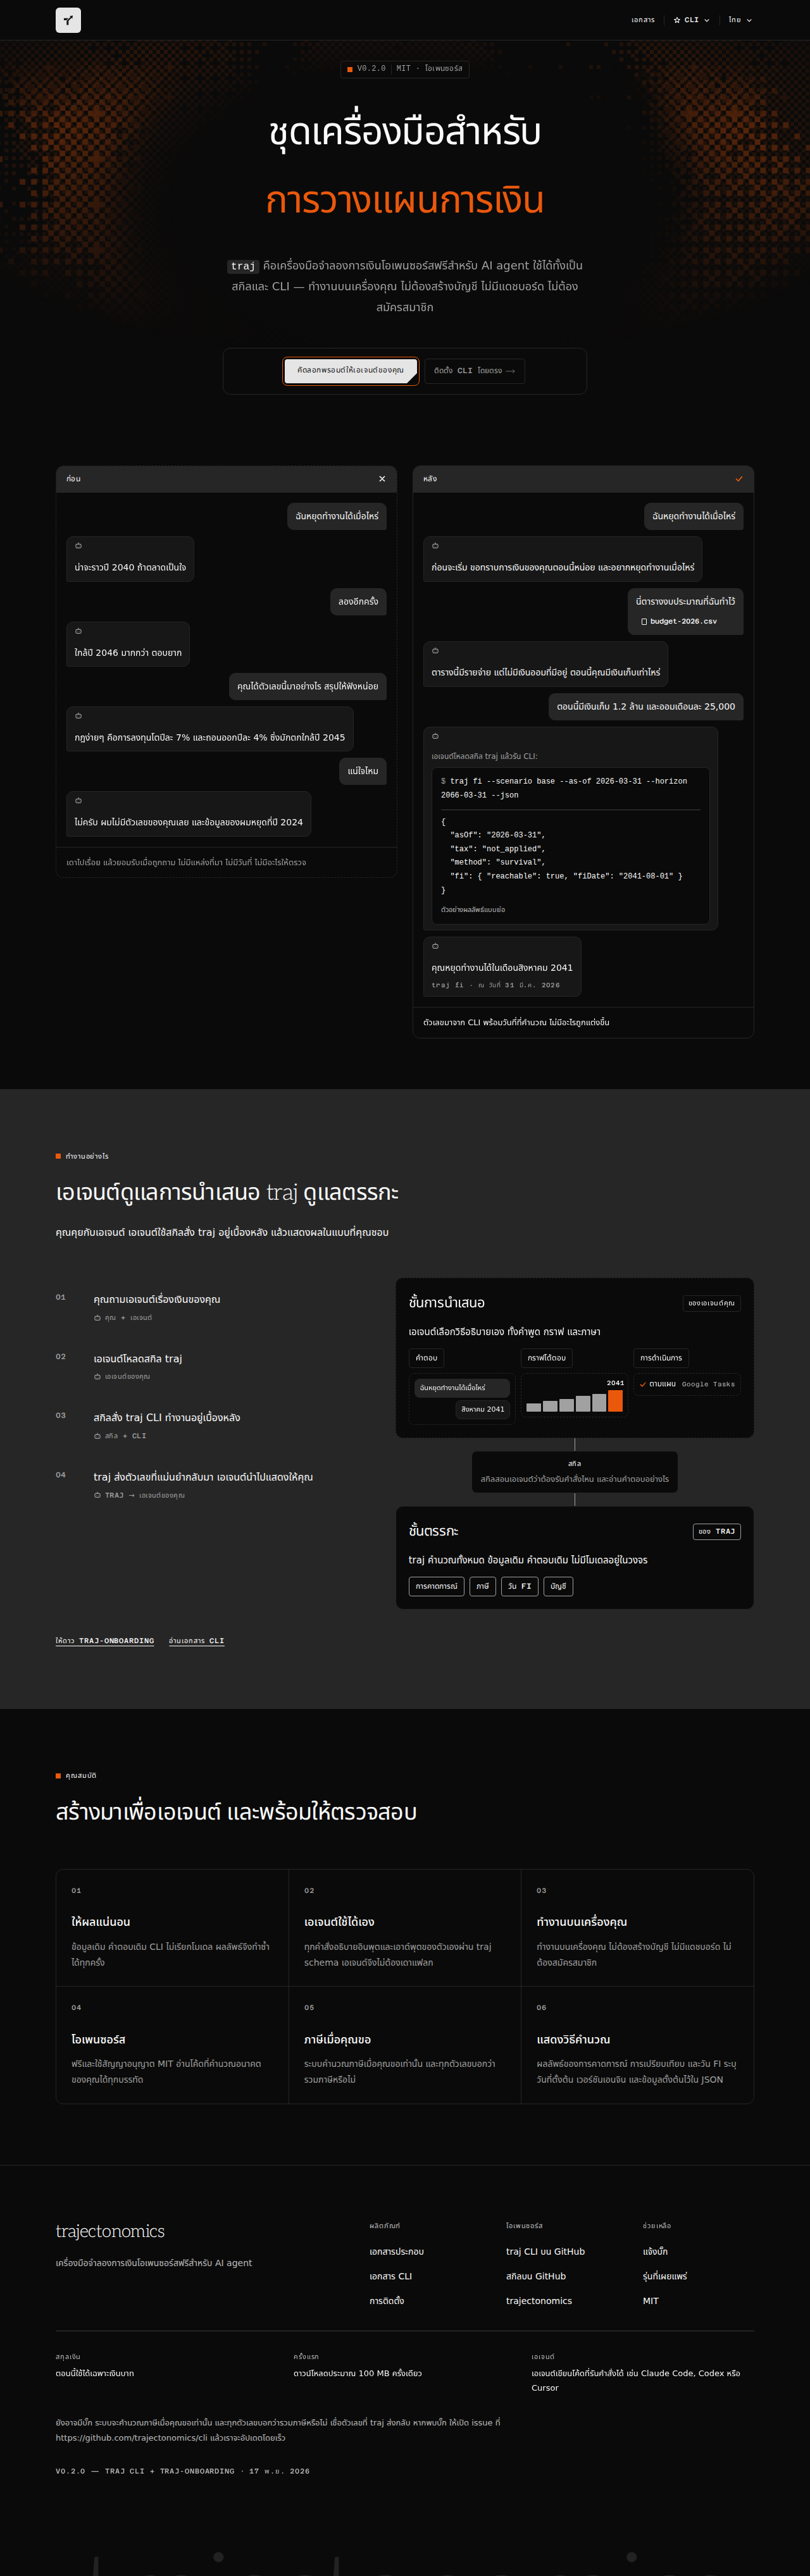 เอกสาร
CLI
ไทย
V0.2.0 MIT · โอเพนซอร์ส
ชุดเครื่องมือสำหรับ
การวางแผนการเงิน
traj คือเครื่องมือจำลองการเงินโอเพนซอร์สฟรีสำหรับ AI agent ใช้ได้ทั้งเป็น
สกิลและ CLI — ทำงานบนเครื่องคุณ ไม่ต้องสร้างบัญชี ไม่มีแดชบอร์ด ไม่ต้อง
สมัครสมาชิก
คัดลอกพรอมต์ให้เอเจนต์ของคุณ
ติดตั้ง CLI โดยตรง →
ก่อน
ฉันหยุดทำงานได้เมื่อไหร่
น่าจะราวปี 2040 ถ้าตลาดเป็นใจ
ลองอีกครั้ง
ใกล้ปี 2046 มากกว่า ตอบยาก
คุณได้ตัวเลขนี้มาอย่างไร สรุปให้ฟังหน่อย
กฎง่ายๆ คือการลงทุนโตปีละ 7% และถอนออกปีละ 4% ซึ่งมักตกใกล้ปี 2045
แน่ใจไหม
ไม่ครับ ผมไม่มีตัวเลขของคุณเลย และข้อมูลของผมหยุดที่ปี 2024
เดาไปเรื่อย แล้วยอมรับเมื่อถูกถาม ไม่มีแหล่งที่มา ไม่มีวันที่ ไม่มีอะไรให้ตรวจ
หลัง
ฉันหยุดทำงานได้เมื่อไหร่
ก่อนจะเริ่ม ขอทราบการเงินของคุณตอนนี้หน่อย และอยากหยุดทำงานเมื่อไหร่
นี่ตารางงบประมาณที่ฉันทำไว้
budget-2026.csv
ตารางนี้มีรายจ่าย แต่ไม่มีเงินออมที่มีอยู่ ตอนนี้คุณมีเงินเก็บเท่าไหร่
ตอนนี้มีเงินเก็บ 1.2 ล้าน และออมเดือนละ 25,000
เอเจนต์โหลดสกิล traj แล้วรัน CLI:
$ traj fi --scenario base --as-of 2026-03-31 --horizon
2066-03-31 --json
{
"asOf": "2026-03-31",
"tax": "not_applied",
"method": "survival",
"fi": { "reachable": true, "fiDate": "2041-08-01" }
}
ตัวอย่างผลลัพธ์แบบย่อ
คุณหยุดทำงานได้ในเดือนสิงหาคม 2041
traj fi · ณ วันที่ 31 มี.ค. 2026
ตัวเลขมาจาก CLI พร้อมวันที่ที่คำนวณ ไม่มีอะไรถูกแต่งขึ้น
ทำงานอย่างไร
เอเจนต์ดูแลการนำเสนอ traj ดูแลตรรกะ
คุณคุยกับเอเจนต์ เอเจนต์ใช้สกิลสั่ง traj อยู่เบื้องหลัง แล้วแสดงผลในแบบที่คุณชอบ
01 คุณถามเอเจนต์เรื่องเงินของคุณ
คุณ + เอเจนต์
02 เอเจนต์โหลดสกิล traj
เอเจนต์ของคุณ
03 สกิลสั่ง traj CLI ทำงานอยู่เบื้องหลัง
สกิล + CLI
04 traj ส่งตัวเลขที่แม่นยำกลับมา เอเจนต์นำไปแสดงให้คุณ
TRAJ → เอเจนต์ของคุณ
ชั้นการนำเสนอ
ของเอเจนต์คุณ
เอเจนต์เลือกวิธีอธิบายเอง ทั้งคำพูด กราฟ และภาษา
คำตอบ
ฉันหยุดทำงานได้เมื่อไหร่
สิงหาคม 2041
กราฟโต้ตอบ
2041
การดำเนินการ
ตามแผน Google Tasks
สกิล
สกิลสอนเอเจนต์ว่าต้องรันคำสั่งไหน และอ่านคำตอบอย่างไร
ชั้นตรรกะ
ของ TRAJ
traj คำนวณทั้งหมด ข้อมูลเดิม คำตอบเดิม ไม่มีโมเดลอยู่ในวงจร
การคาดการณ์
ภาษี
วัน FI
บัญชี
ให้ดาว TRAJ-ONBOARDING
อ่านเอกสาร CLI
คุณสมบัติ
สร้างมาเพื่อเอเจนต์ และพร้อมให้ตรวจสอบ
01
ให้ผลแน่นอน
ข้อมูลเดิม คำตอบเดิม CLI ไม่เรียกโมเดล ผลลัพธ์จึงทำซ้ำ
ได้ทุกครั้ง
02
เอเจนต์ใช้ได้เอง
ทุกคำสั่งอธิบายอินพุตและเอาต์พุตของตัวเองผ่าน traj
schema เอเจนต์จึงไม่ต้องเดาแฟลก
03
ทำงานบนเครื่องคุณ
ทำงานบนเครื่องคุณ ไม่ต้องสร้างบัญชี ไม่มีแดชบอร์ด ไม่
ต้องสมัครสมาชิก
04
โอเพนซอร์ส
ฟรีและใช้สัญญาอนุญาต MIT อ่านโค้ดที่คำนวณอนาคต
ของคุณได้ทุกบรรทัด
05
ภาษีเมื่อคุณขอ
ระบบคำนวณภาษีเมื่อคุณขอเท่านั้น และทุกตัวเลขบอกว่า
รวมภาษีหรือไม่
06
แสดงวิธีคำนวณ
ผลลัพธ์ของการคาดการณ์ การเปรียบเทียบ และวัน FI ระบุ
วันที่ตั้งต้น เวอร์ชันเอนจิน และข้อมูลตั้งต้นไว้ใน JSON
trajectonomics
เครื่องมือจำลองการเงินโอเพนซอร์สฟรีสำหรับ AI agent
ผลิตภัณฑ์
เอกสารประกอบ
เอกสาร CLI
การติดตั้ง
โอเพนซอร์ส
traj CLI บน GitHub
สกิลบน GitHub
trajectonomics
ช่วยเหลือ
แจ้งบั๊ก
รุ่นที่เผยแพร่
MIT
สกุลเงิน
ตอนนี้ใช้ได้เฉพาะเงินบาท
ครั้งแรก
ดาวน์โหลดประมาณ 100 MB ครั้งเดียว
เอเจนต์
เอเจนต์เขียนโค้ดที่รันคำสั่งได้ เช่น Claude Code, Codex หรือ
Cursor
ยังอาจมีบั๊ก ระบบจะคำนวณภาษีเมื่อคุณขอเท่านั้น และทุกตัวเลขบอกว่ารวมภาษีหรือไม่ เชื่อตัวเลขที่ traj ส่งกลับ หากพบบั๊ก ให้เปิด issue ที่
https://github.com/trajectonomics/cli แล้วเราจะอัปเดตโดยเร็ว
V0.2.0 — TRAJ CLI + TRAJ-ONBOARDING · 17 พ.ย. 2026